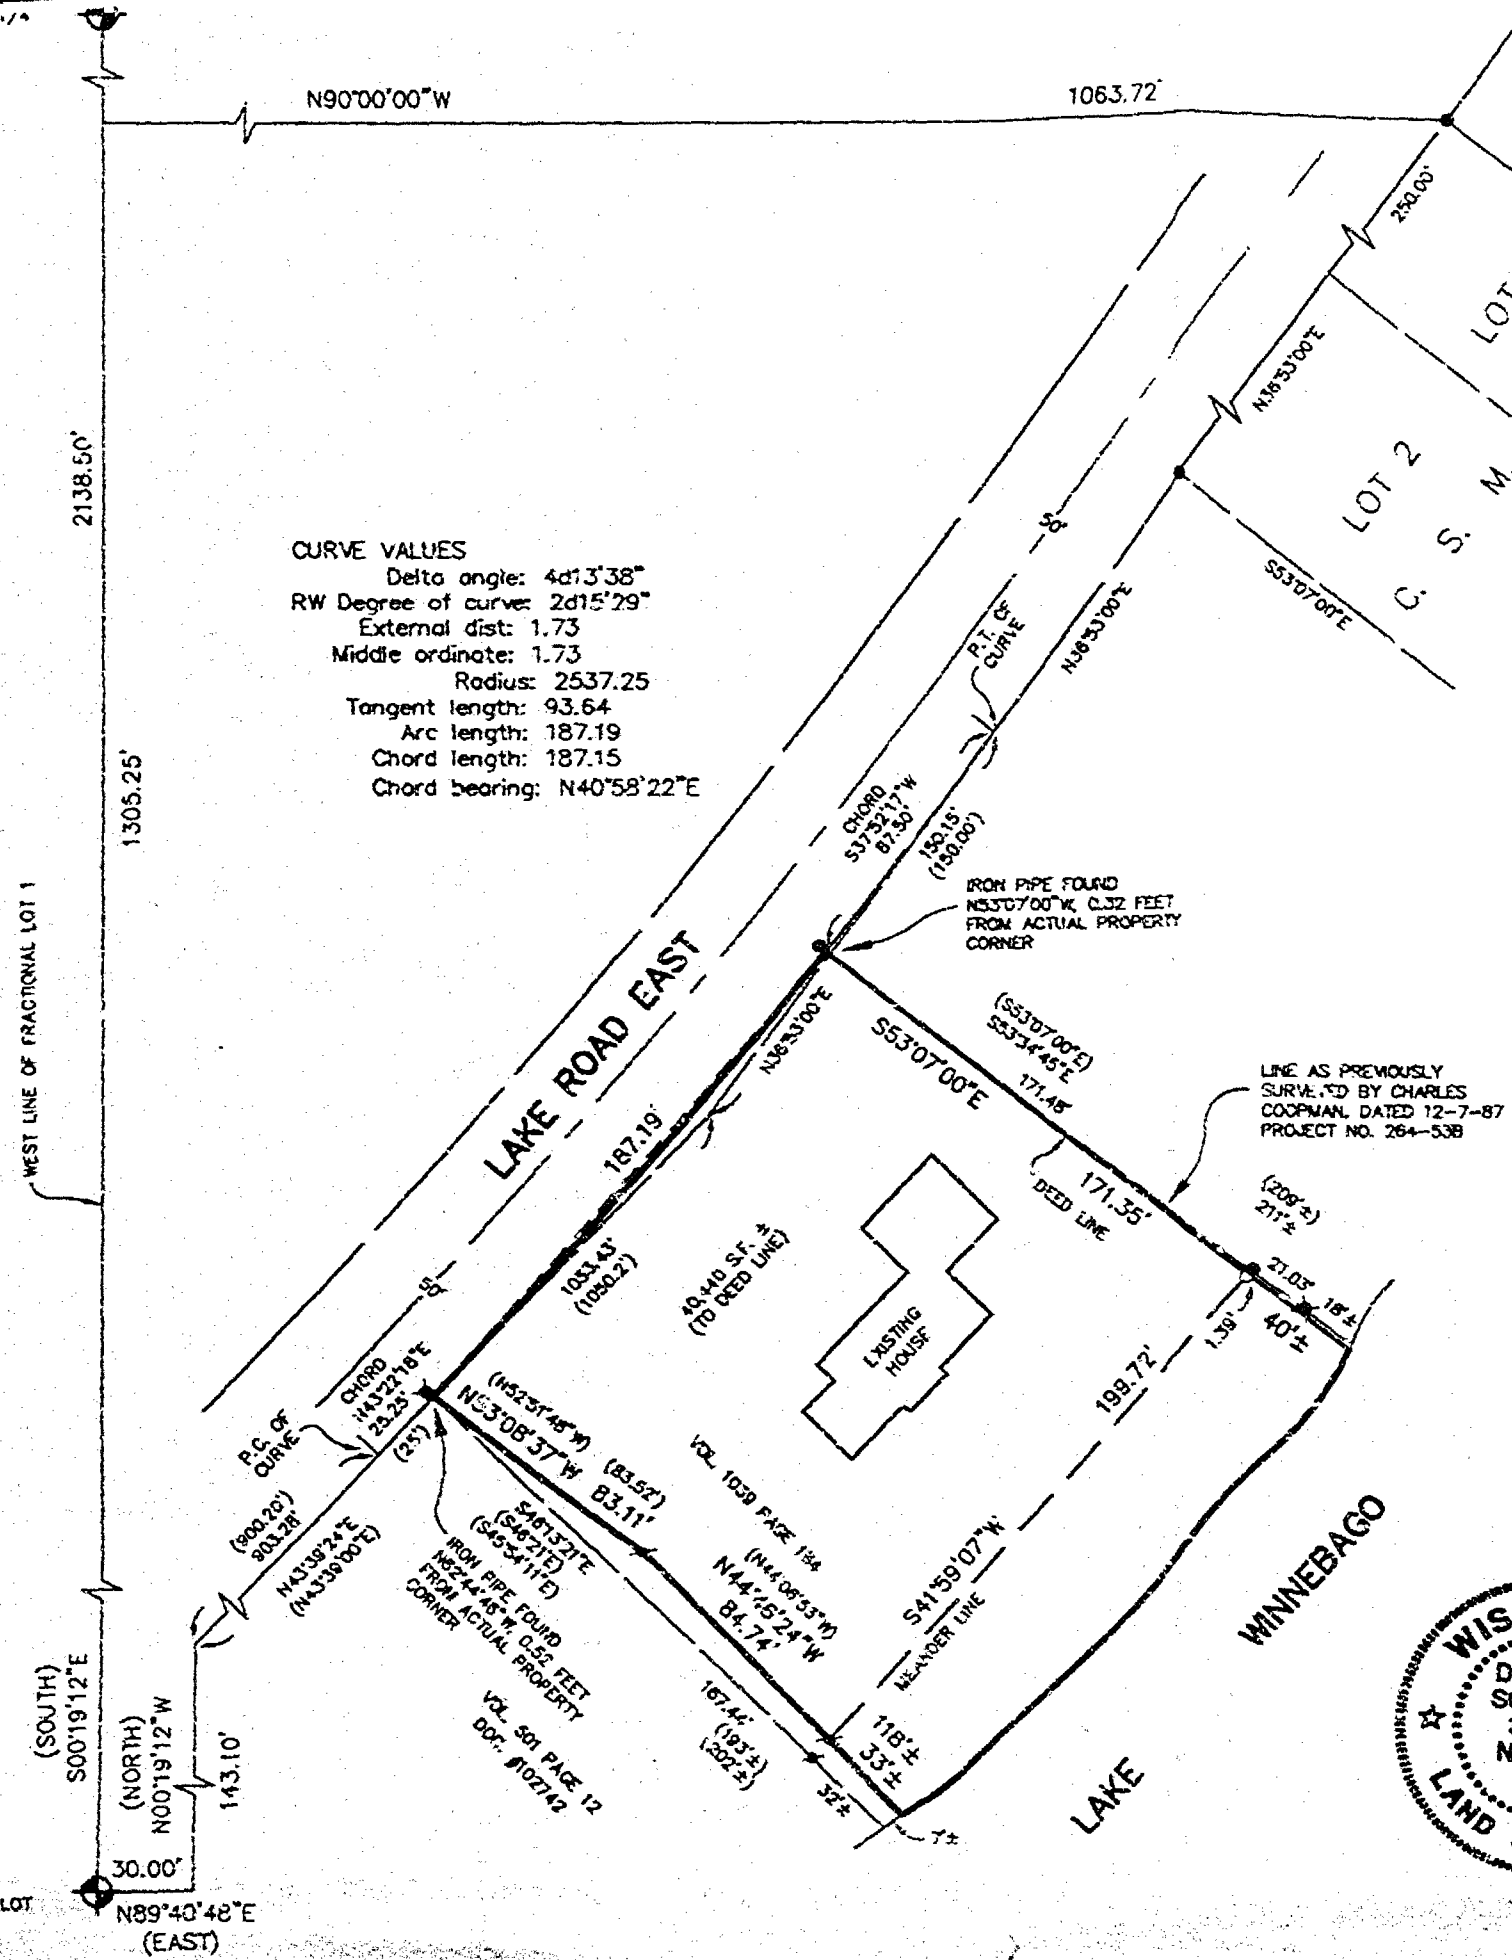 N90°00'00"W
1063.72'
250.00'
LOT
N36°53'00"E
LOT 2
C. S. M
S53°07'00"E
2138.50'
1305.25'
CURVE VALUES
Delta angle: 4d13'38"
RW Degree of curve: 2d15'29"
External dist: 1.73
Middle ordinate: 1.73
Radius: 2537.25
Tangent length: 93.64
Arc length: 187.19
Chord length: 187.15
Chord bearing: N40°58'22"E
50'
P.T. OF
CURVE
N36°53'00"E
CHORD
S37°52'17"W
87.50'
150.15'
(150.00')
IRON PIPE FOUND
N53°07'00"W, 0.32 FEET
FROM ACTUAL PROPERTY
CORNER
WEST LINE OF FRACTIONAL LOT 1
LAKE ROAD EAST
N36°53'00"E
(S53°07'00"E)
S53°34'45"E
171.48'
S53°07'00"E
LINE AS PREVIOUSLY
SURVEYED BY CHARLES
COOPMAN, DATED 12-7-87
PROJECT NO. 264-53B
187.19'
DEED LINE
171.35'
(209'±)
211'±
21.03'
18'±
1.39'
40'±
1053.43'
(1050.2')
40,440 S.F. ±
(TO DEED LINE)
EXISTING
HOUSE
199.72'
50'
CHORD
N43°22'18"E
25.25'
(25')
P.C. OF
CURVE
(N52°51'48"W)
N53°08'37"W
(83.52')
83.11'
VOL. 1039 PAGE 184
(N44°06'53"W)
N44°46'24"W
84.74'
S41°59'07"W
MEANDER LINE
S46°13'21"E
(S46°21'E)
(S45°54'11"E)
IRON PIPE FOUND
N62°44'48"W, 0.52 FEET
FROM ACTUAL PROPERTY
CORNER
(900.20')
903.28'
N43°39'24"E
(N43°39'00"E)
VOL. 501 PAGE 12
DOC. #102742
167.44'
(193'±)
(202'±)
118'±
33'±
32'±
7'±
WINNEBAGO
LAKE
WIS
LAND
(SOUTH)
S00°19'12"E
(NORTH)
N00°19'12"W
143.10'
30.00'
LOT
N89°40'48"E
(EAST)